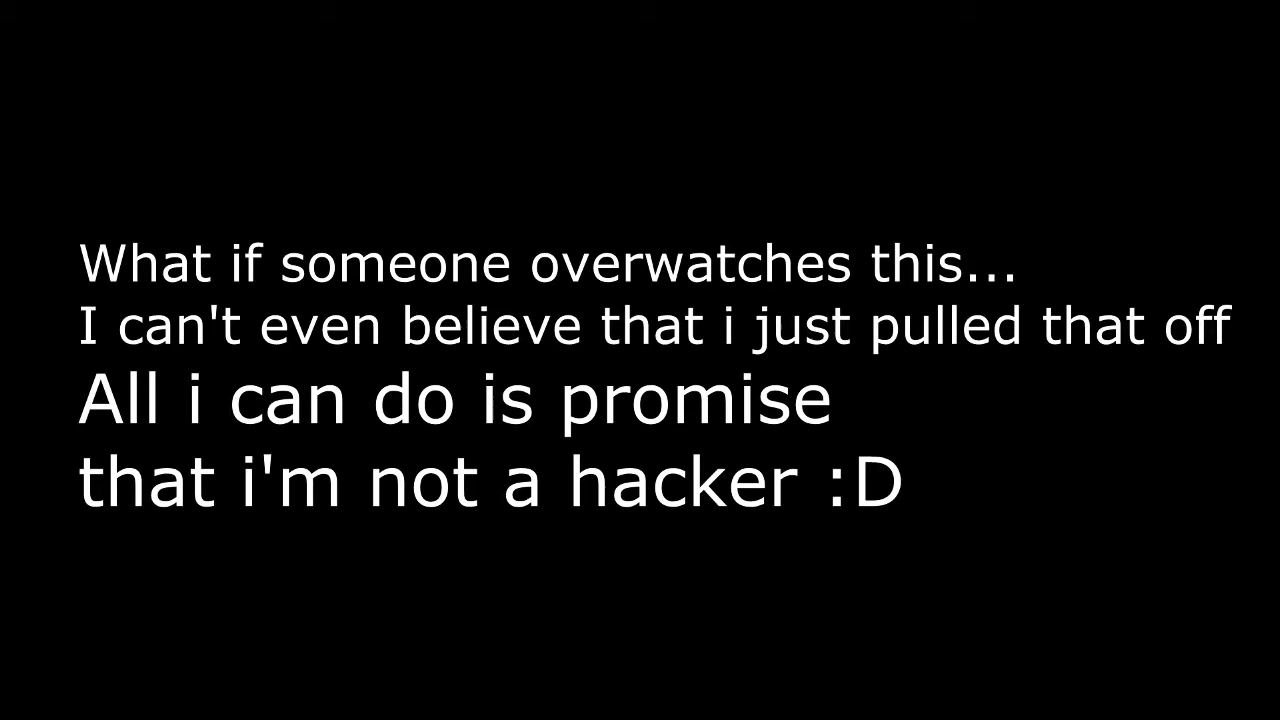 What if someone overwatches this...
I can't even believe that i just pulled that off
All i can do is promise
that i'm not a hacker :D